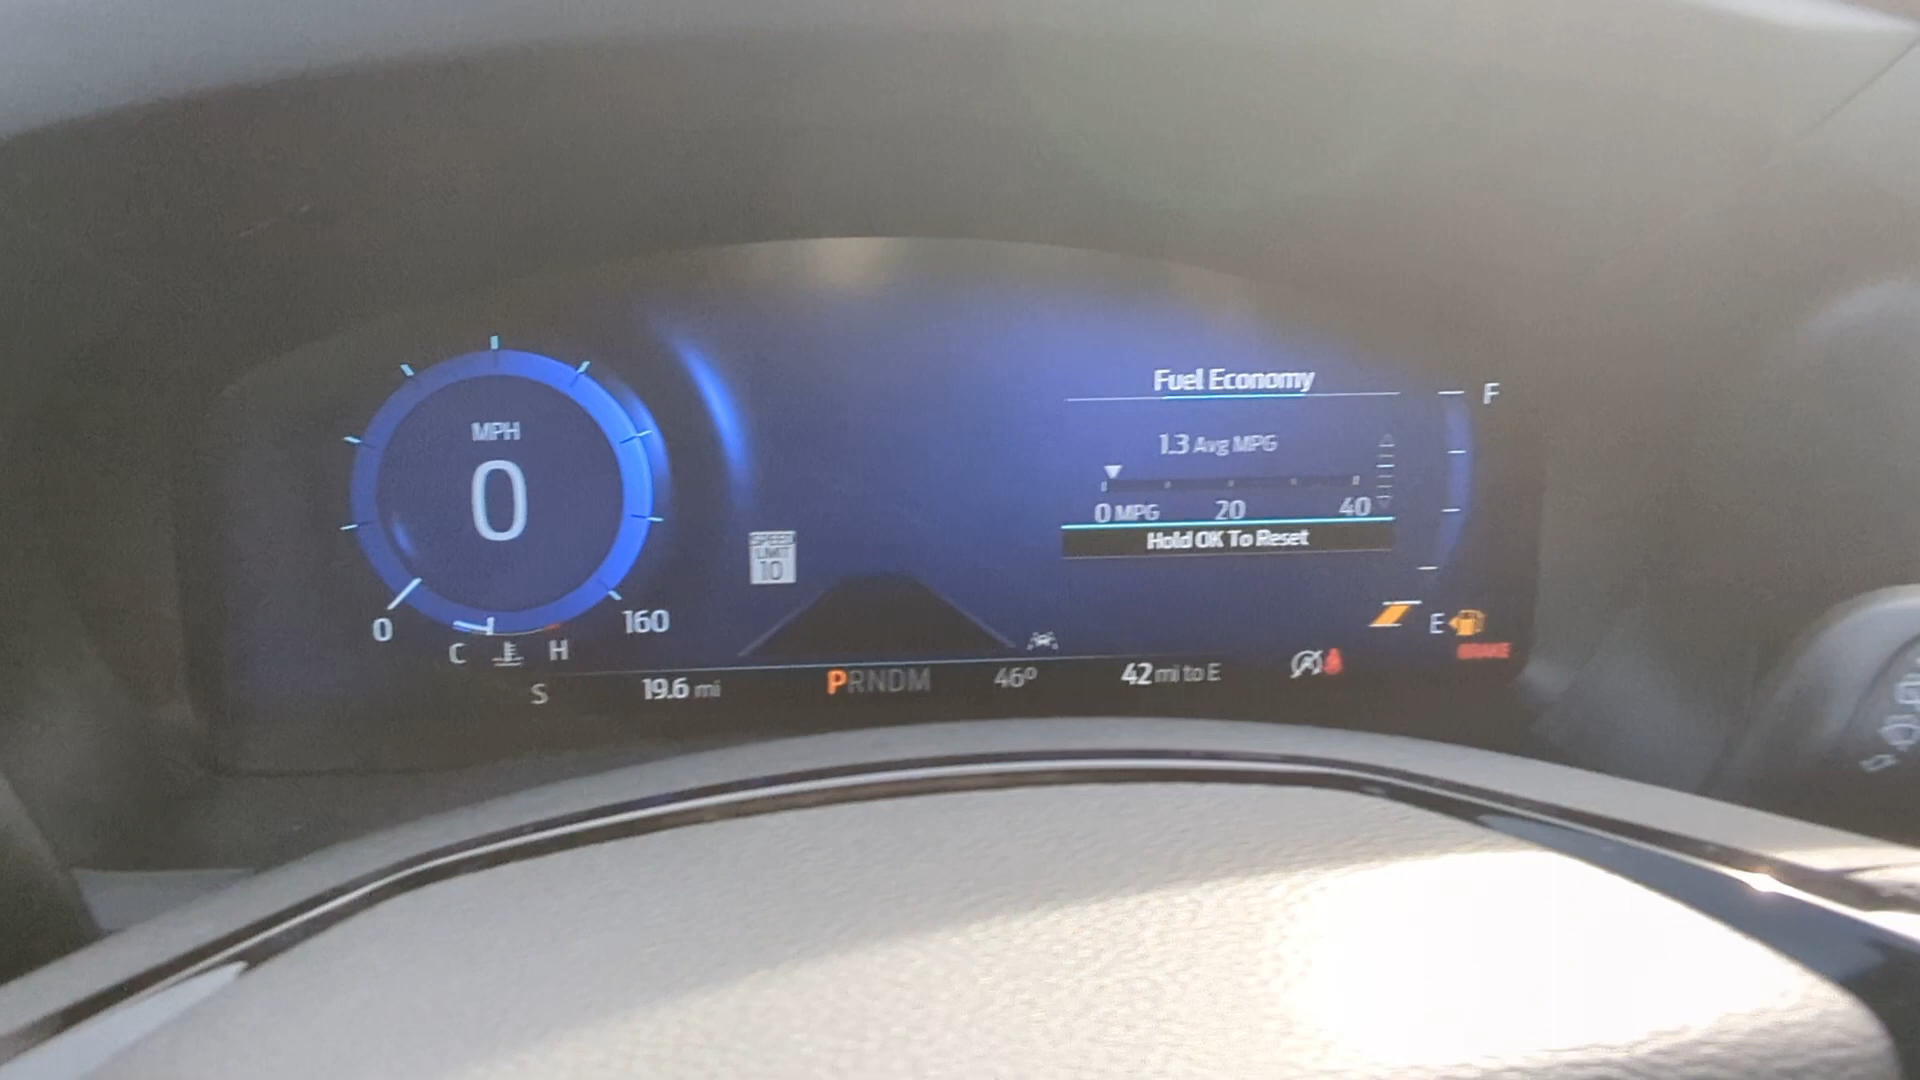 MPH
0
0
160
C
H
SPEED
LIMIT
10
Fuel Economy
1.3 Avg MPG
0 MPG 20 40
Hold OK To Reset
F
E
BRAKE
S 19.6 mi PRNDM 46° 42 mi to E